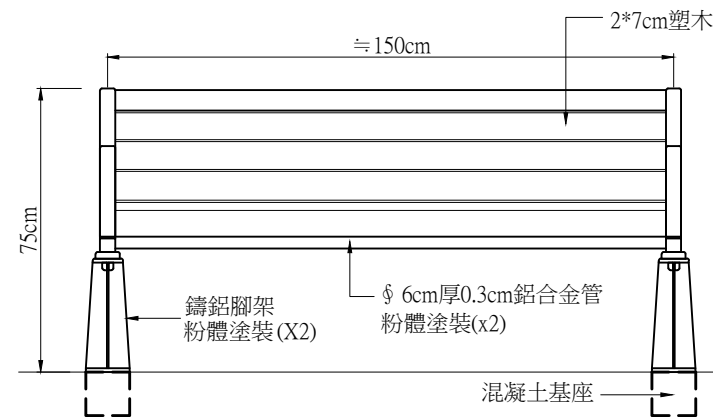 2*7cm塑木
≒150cm
75cm
鑄鋁腳架
粉體塗裝(X2)
∮ 6cm厚0.3cm鋁合金管
粉體塗裝(x2)
混凝土基座